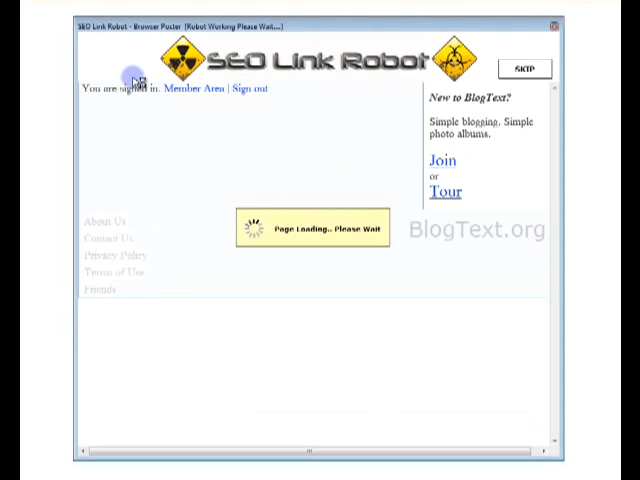 SEO Link Robot - Browser Poster [Robot Working Please Wait...]
SEO Link Robot
SKIP
You are signed in. Member Area | Sign out
New to BlogText?
Simple blogging. Simple
photo albums.
Join
or
Tour
Page Loading.. Please Wait
BlogText.org
About Us
Contact Us
Privacy Policy
Terms of Use
Friends